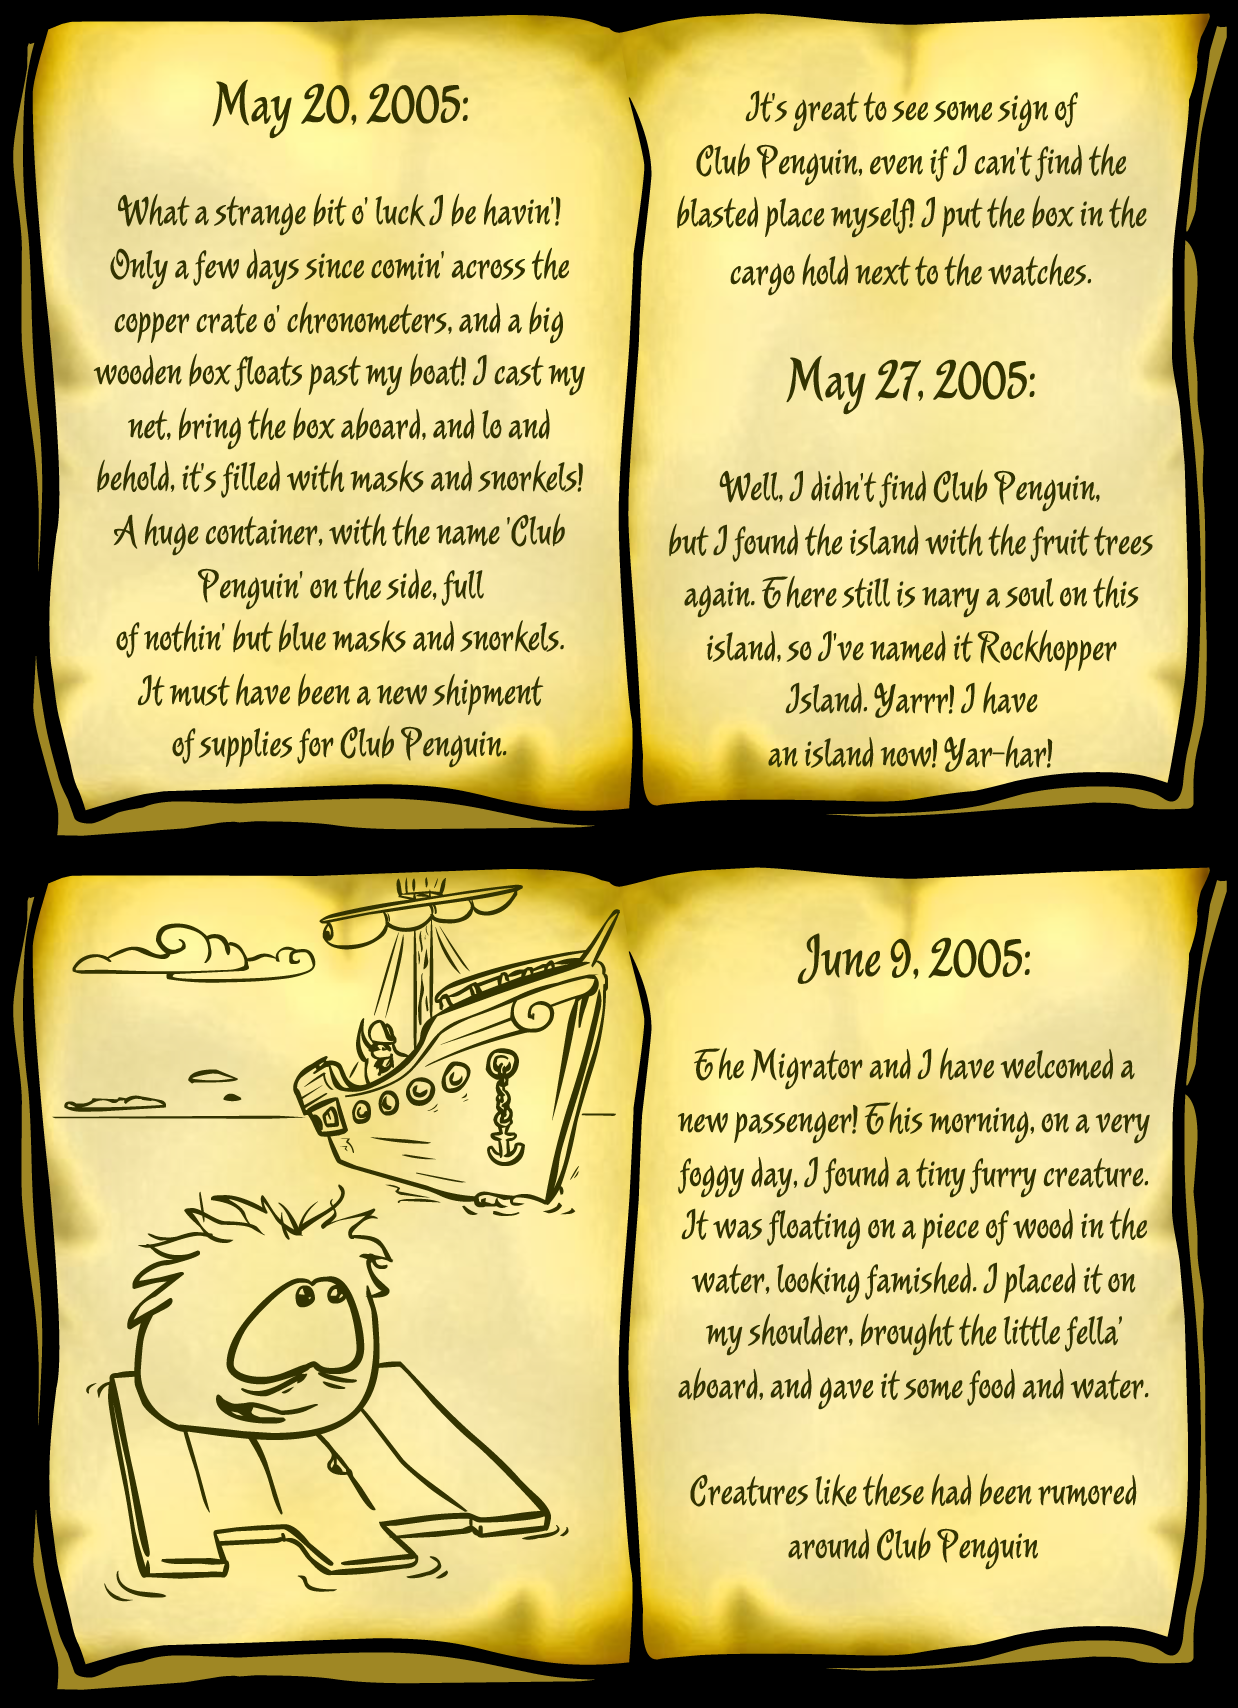 May 20, 2005:
What a strange bit o' luck I be havin'!
Only a few days since comin' across the
copper crate o' chronometers, and a big
wooden box floats past my boat! I cast my
net, bring the box aboard, and lo and
behold, it's filled with masks and snorkels!
A huge container, with the name 'Club
Penguin' on the side, full
of nothin' but blue masks and snorkels.
It must have been a new shipment
of supplies for Club Penguin.
It's great to see some sign of
Club Penguin, even if I can't find the
blasted place myself! I put the box in the
cargo hold next to the watches.
May 27, 2005:
Well, I didn't find Club Penguin,
but I found the island with the fruit trees
again. There still is nary a soul on this
island, so I've named it Rockhopper
Island. Yarrr! I have
an island now! Yar-har!
June 9, 2005:
The Migrator and I have welcomed a
new passenger! This morning, on a very
foggy day, I found a tiny furry creature.
It was floating on a piece of wood in the
water, looking famished. I placed it on
my shoulder, brought the little fella'
aboard, and gave it some food and water.
Creatures like these had been rumored
around Club Penguin